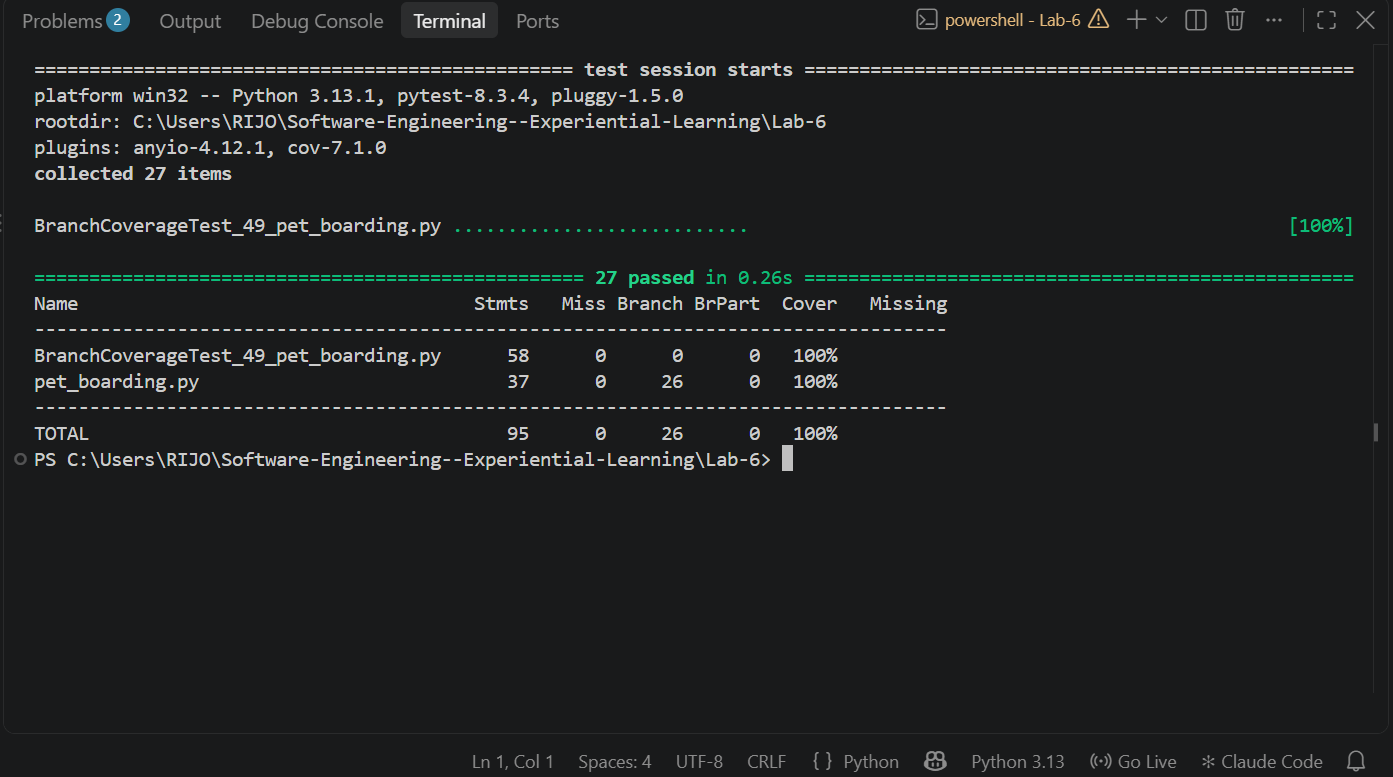 Problems 2 Output Debug Console Terminal Ports powershell - Lab-6
================================================= test session starts ==================================================
platform win32 -- Python 3.13.1, pytest-8.3.4, pluggy-1.5.0
rootdir: C:\Users\RIJO\Software-Engineering--Experiential-Learning\Lab-6
plugins: anyio-4.12.1, cov-7.1.0
collected 27 items
BranchCoverageTest_49_pet_boarding.py ........................... [100%]
================================================== 27 passed in 0.26s ==================================================
Name Stmts Miss Branch BrPart Cover Missing
-----------------------------------------------------------------------------------
BranchCoverageTest_49_pet_boarding.py 58 0 0 0 100%
pet_boarding.py 37 0 26 0 100%
-----------------------------------------------------------------------------------
TOTAL 95 0 26 0 100%
PS C:\Users\RIJO\Software-Engineering--Experiential-Learning\Lab-6>
Ln 1, Col 1 Spaces: 4 UTF-8 CRLF {} Python Python 3.13 Go Live Claude Code